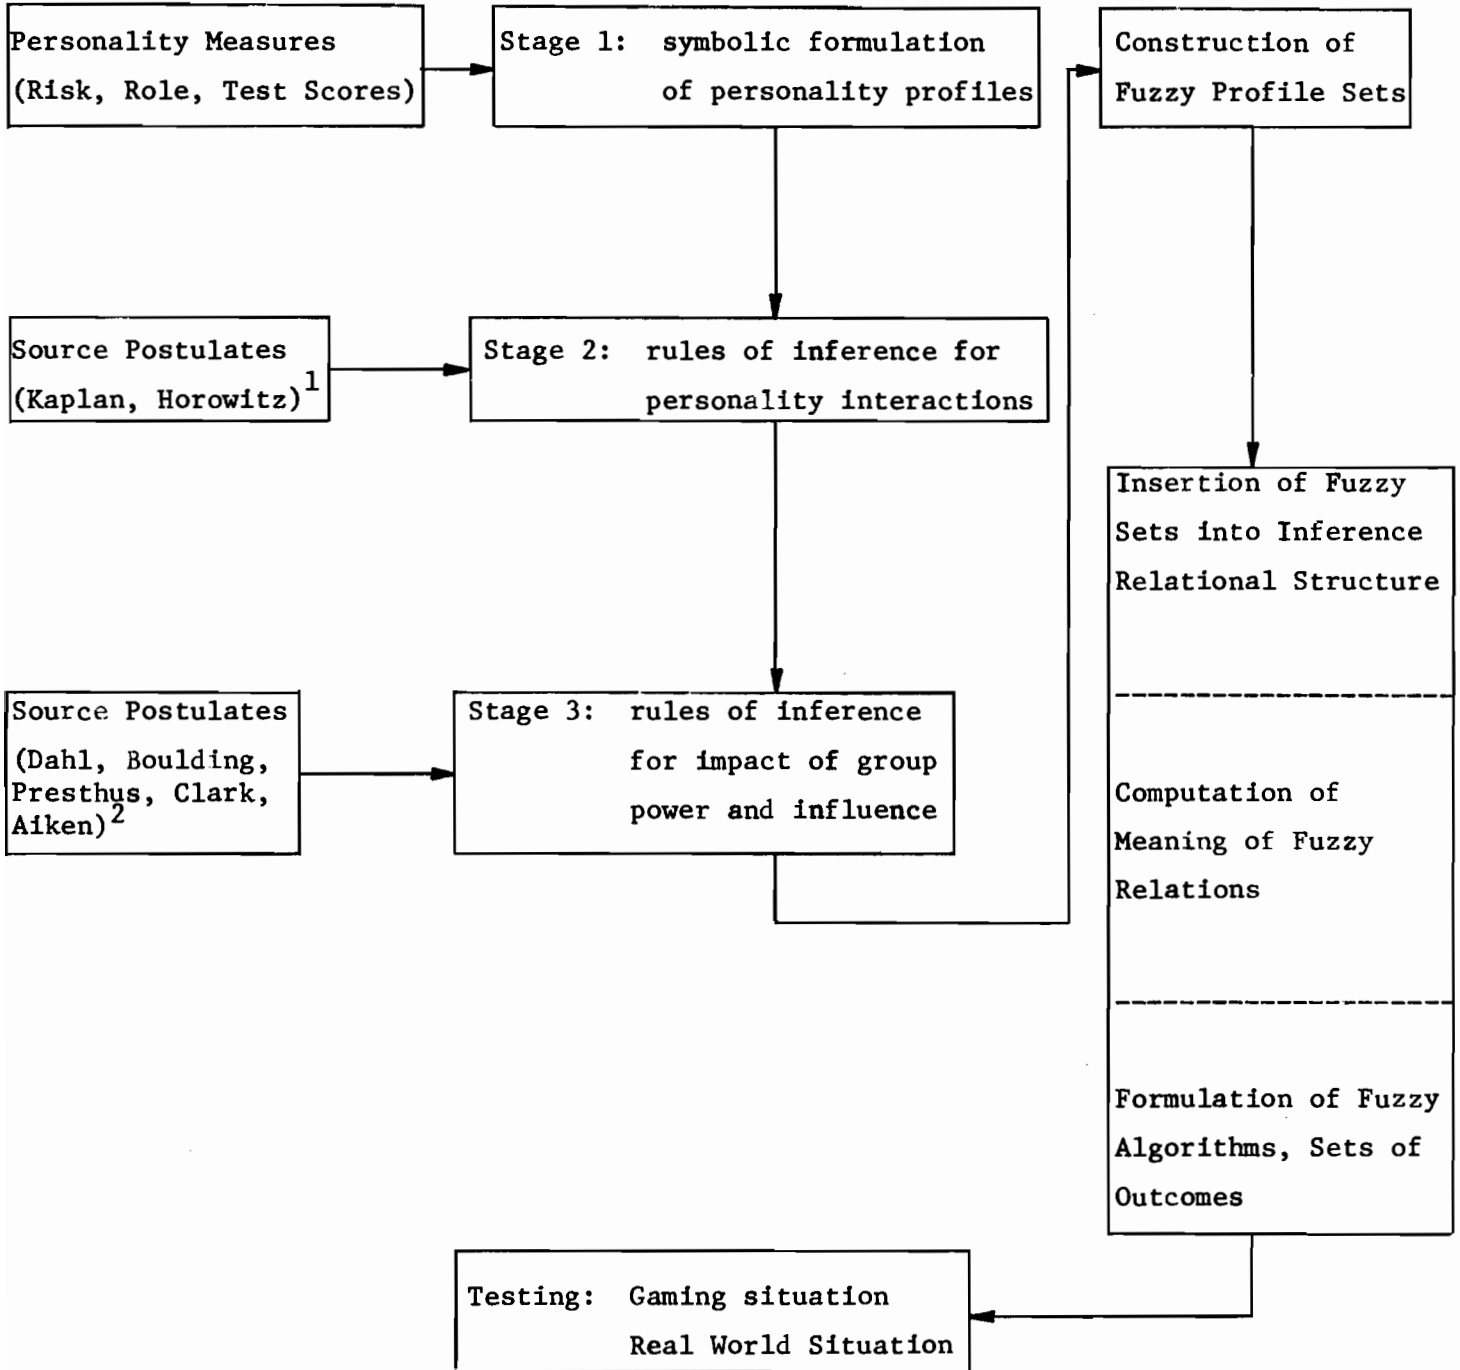 Personality Measures
(Risk, Role, Test Scores)
Stage 1: symbolic formulation
of personality profiles
Construction of
Fuzzy Profile Sets
Source Postulates
(Kaplan, Horowitz)1
Stage 2: rules of inference for
personality interactions
Source Postulates
(Dahl, Boulding,
Presthus, Clark,
Aiken)2
Stage 3: rules of inference
for impact of group
power and influence
Insertion of Fuzzy
Sets into Inference
Relational Structure
Computation of
Meaning of Fuzzy
Relations
Formulation of Fuzzy
Algorithms, Sets of
Outcomes
Testing: Gaming situation
Real World Situation